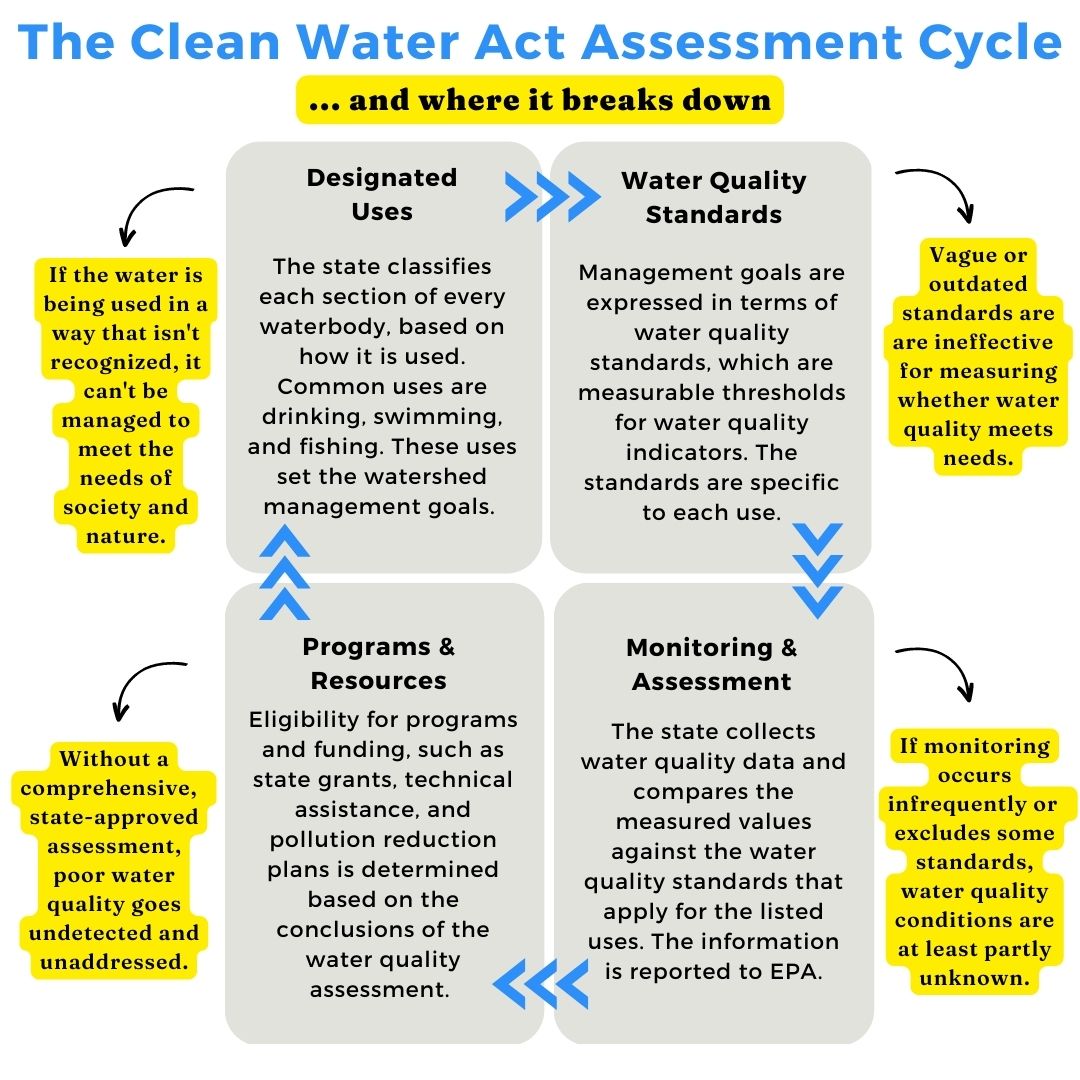 The Clean Water Act Assessment Cycle
... and where it breaks down
Designated
Uses
The state classifies
each section of every
waterbody, based on
how it is used.
Common uses are
drinking, swimming,
and fishing. These uses
set the watershed
management goals.
If the water is
being used in a
way that isn't
recognized, it
can't be
managed to
meet the
needs of
society and
nature.
Water Quality
Standards
Management goals are
expressed in terms of
water quality
standards, which are
measurable thresholds
for water quality
indicators. The
standards are specific
to each use.
Vague or
outdated
standards are
are ineffective
for measuring
whether water
quality meets
needs.
Monitoring &
Assessment
The state collects
water quality data and
compares the
measured values
against the water
quality standards that
apply for the listed
uses. The information
is reported to EPA.
If monitoring
occurs
infrequently or
excludes some
standards,
water quality
conditions are
at least partly
unknown.
Programs &
Resources
Eligibility for programs
and funding, such as
state grants, technical
assistance, and
pollution reduction
plans is determined
based on the
conclusions of the
water quality
assessment.
Without a
comprehensive,
state-approved
assessment,
poor water
quality goes
undetected and
unaddressed.